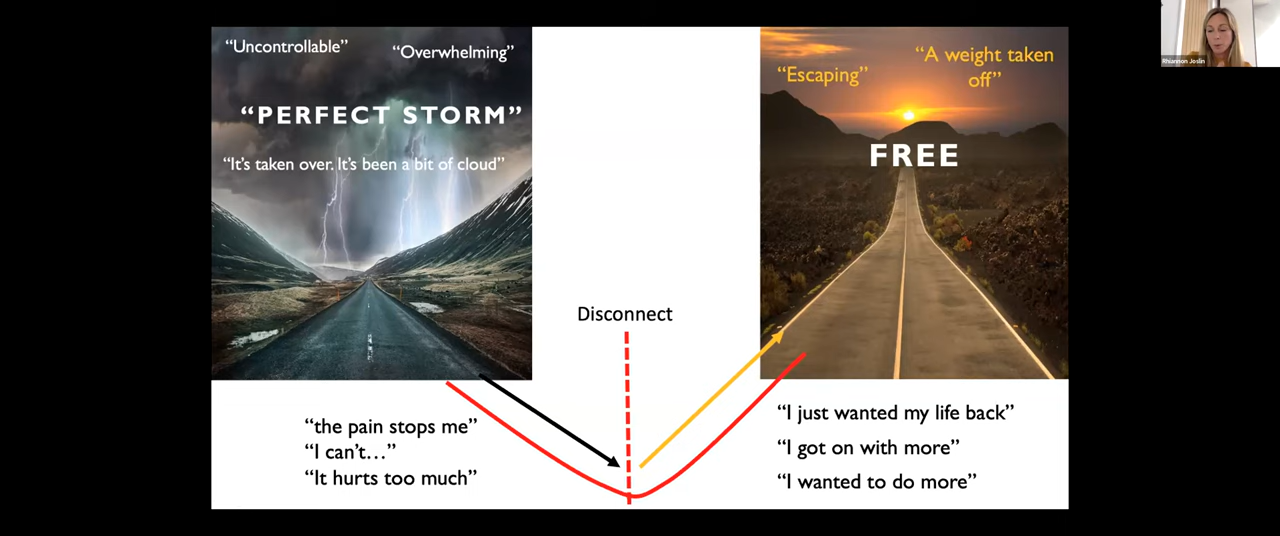 “Uncontrollable”
“Overwhelming”
“PERFECT STORM”
“It’s taken over. It’s been a bit of cloud”
“the pain stops me”
“I can’t…”
“It hurts too much”
Disconnect
“Escaping”
“A weight taken
off”
FREE
“I just wanted my life back”
“I got on with more”
“I wanted to do more”
Rhiannon Joslin